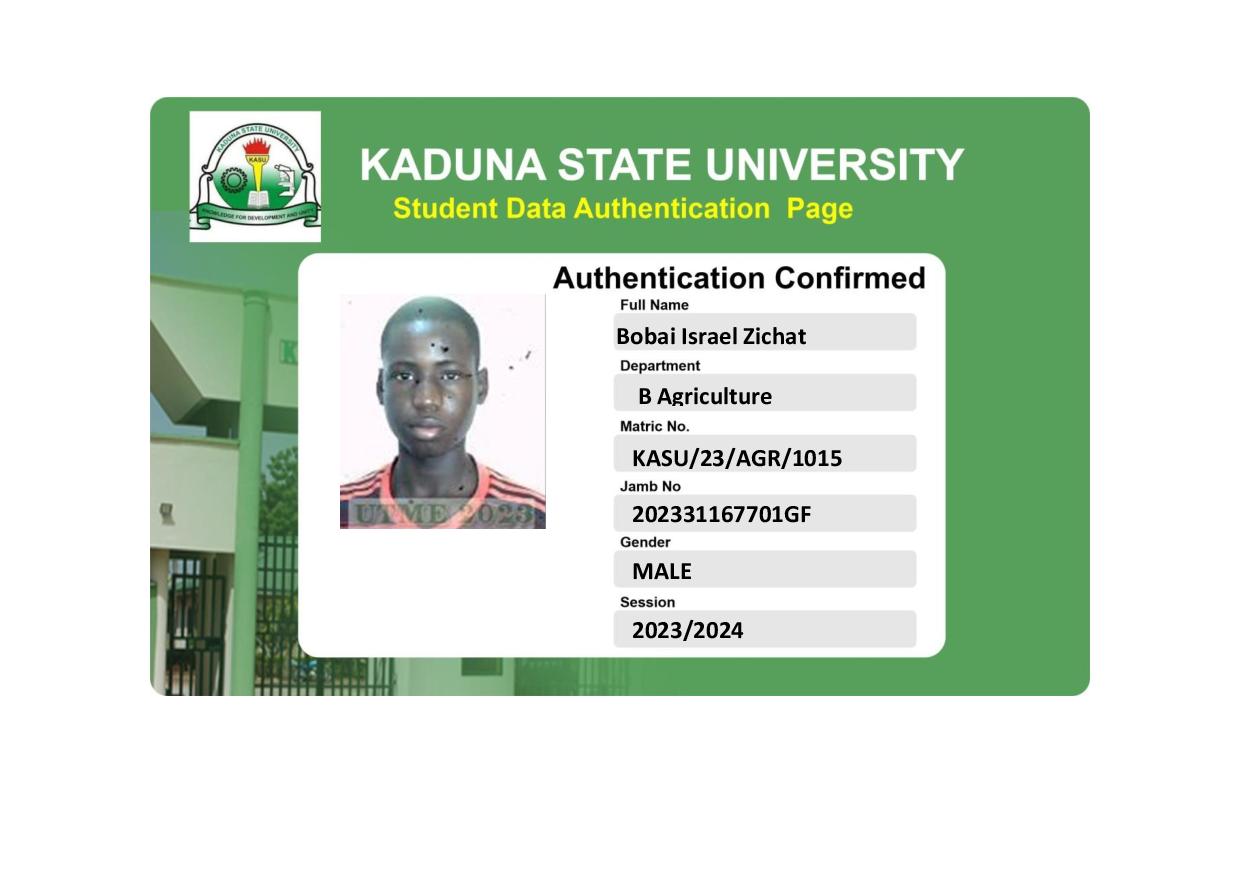 KADUNA STATE UNIVERSITY
KASU
KNOWLEDGE FOR DEVELOPMENT AND UNITY
KADUNA STATE UNIVERSITY
Student Data Authentication Page
Authentication Confirmed
Full Name
Bobai Israel Zichat
Department
B Agriculture
Matric No.
KASU/23/AGR/1015
Jamb No
202331167701GF
Gender
MALE
Session
2023/2024
UTME 2023
K